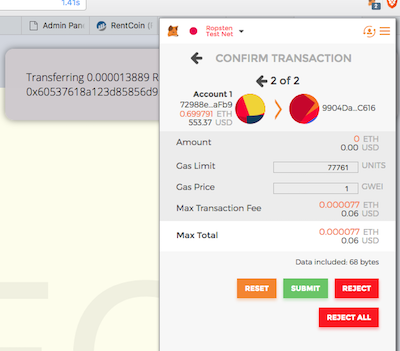 1.41s
2
Admin Pan
RentCoin (
Ropsten
Test Net
Transferring 0.000013889 R
0x60537618a123d85856d9
CONFIRM TRANSACTION
2 of 2
Account 1
72988e...aFb9
0.699791 ETH
553.37 USD
9904Da...C616
Amount 0 ETH
0.00 USD
Gas Limit 77761 UNITS
Gas Price 1 GWEI
Max Transaction Fee 0.000077 ETH
0.06 USD
Max Total 0.000077 ETH
0.06 USD
Data included: 68 bytes
RESET SUBMIT REJECT
REJECT ALL